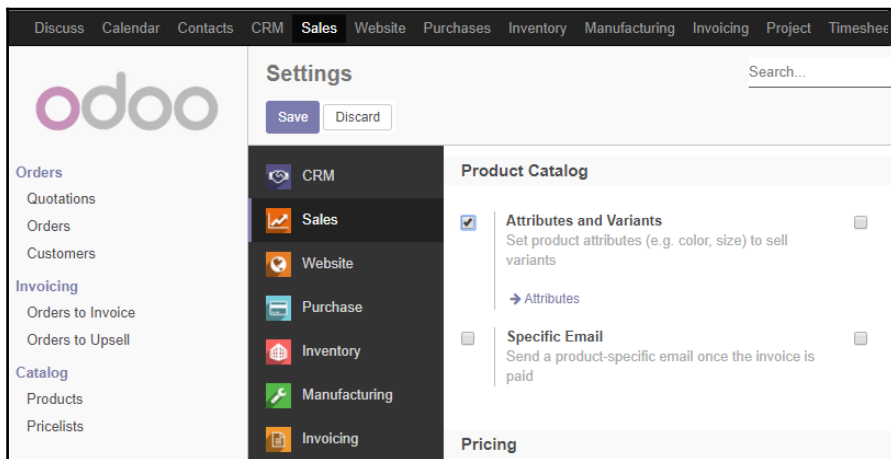 Discuss Calendar Contacts CRM Sales Website Purchases Inventory Manufacturing Invoicing Project Timeshee
odoo
Settings
Search...
Save Discard
Orders
Quotations
Orders
Customers
Invoicing
Orders to Invoice
Orders to Upsell
Catalog
Products
Pricelists
CRM
Sales
Website
Purchase
Inventory
Manufacturing
Invoicing
Product Catalog
Attributes and Variants
Set product attributes (e.g. color, size) to sell
variants
Attributes
Specific Email
Send a product-specific email once the invoice is
paid
Pricing